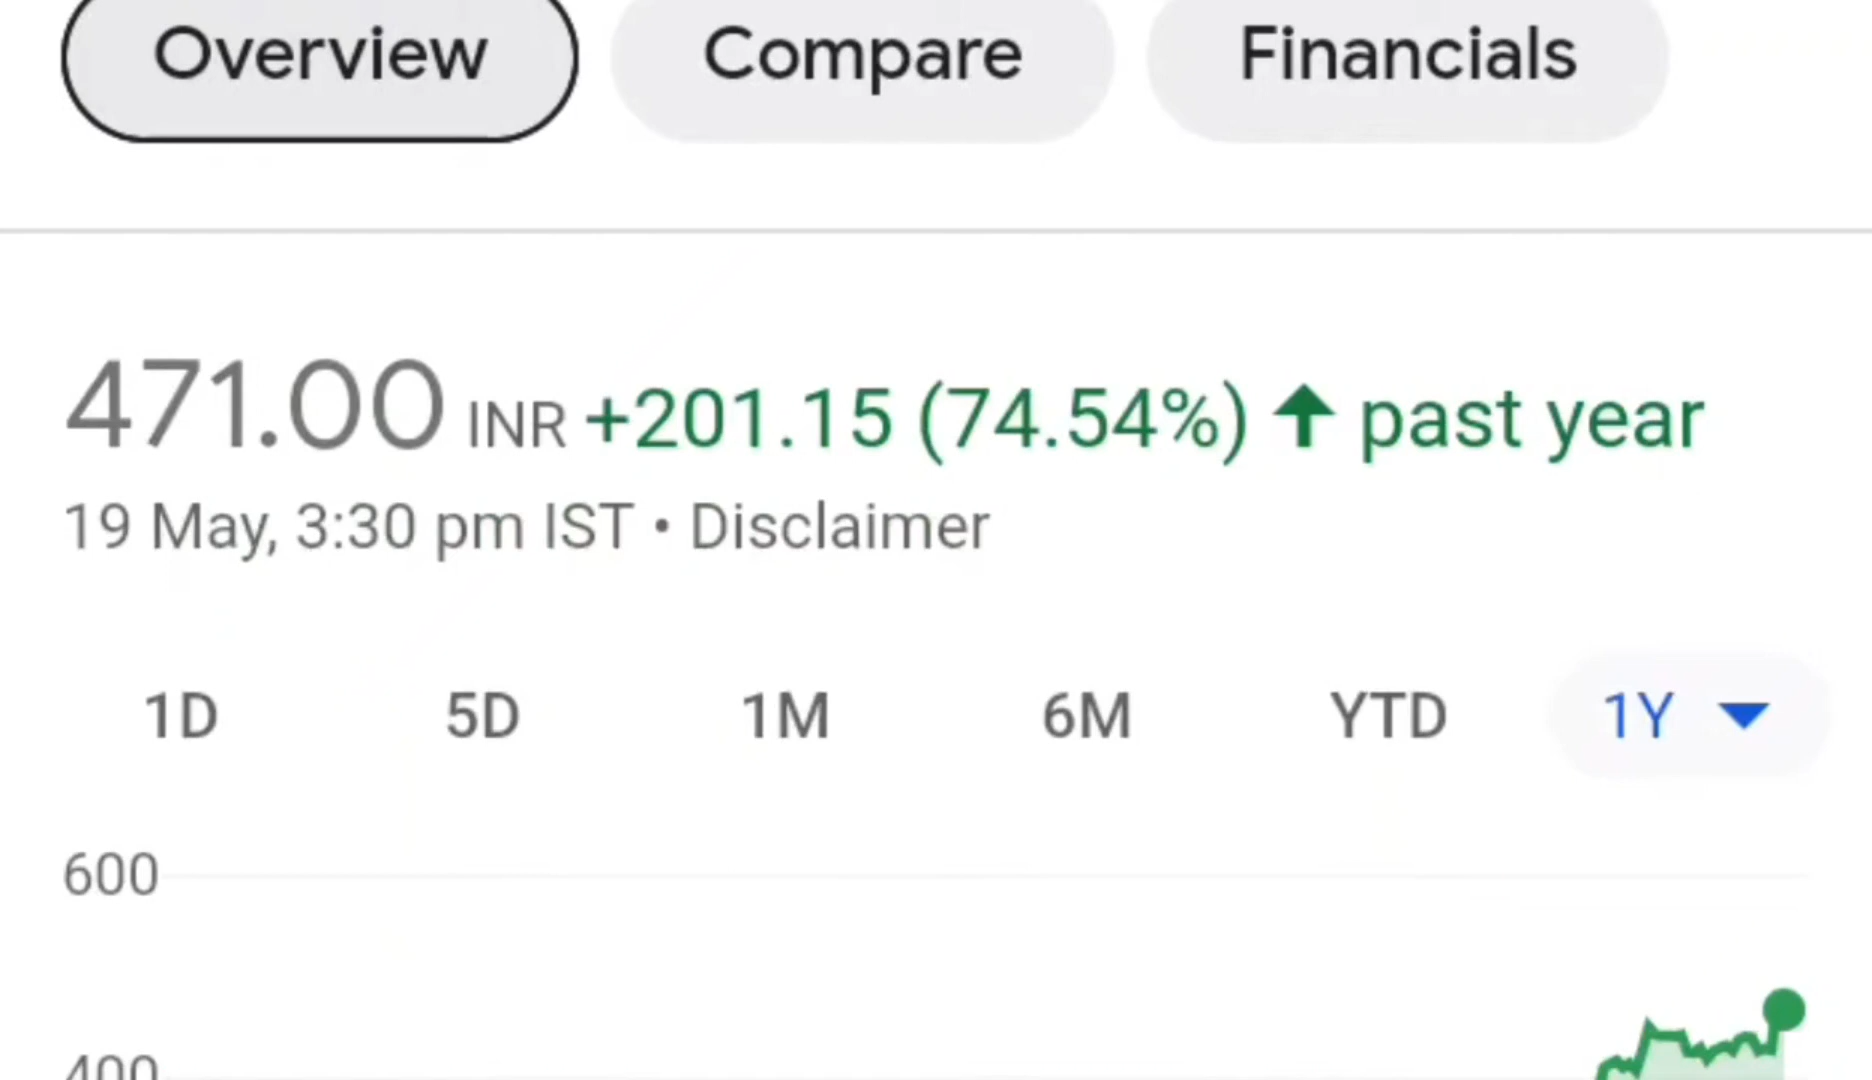 Overview Compare Financials
471.00 INR +201.15 (74.54%) ↑ past year
19 May, 3:30 pm IST • Disclaimer
1D 5D 1M 6M YTD 1Y
600
400